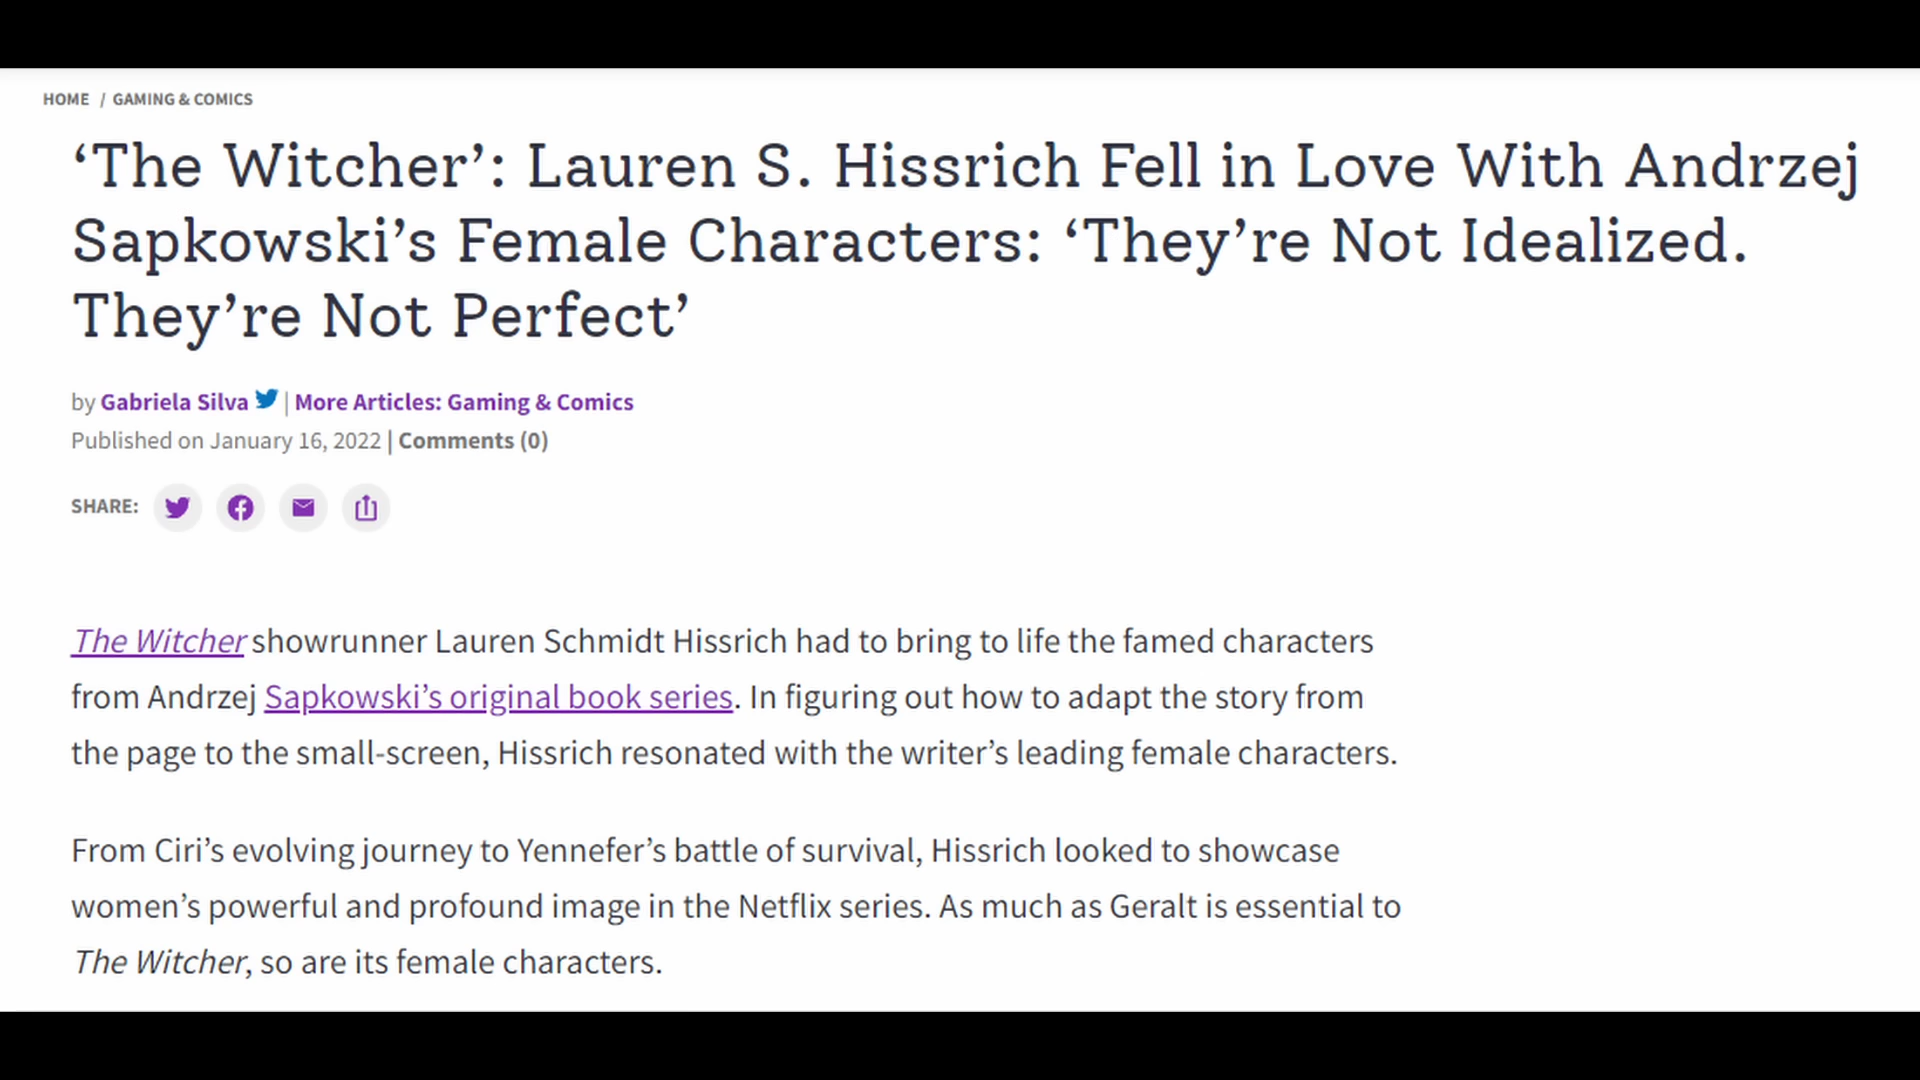 HOME / GAMING & COMICS
‘The Witcher’: Lauren S. Hissrich Fell in Love With Andrzej
Sapkowski’s Female Characters: ‘They’re Not Idealized.
They’re Not Perfect’
by Gabriela Silva | More Articles: Gaming & Comics
Published on January 16, 2022 | Comments (0)
SHARE:
The Witcher showrunner Lauren Schmidt Hissrich had to bring to life the famed characters
from Andrzej Sapkowski’s original book series. In figuring out how to adapt the story from
the page to the small-screen, Hissrich resonated with the writer’s leading female characters.
From Ciri’s evolving journey to Yennefer’s battle of survival, Hissrich looked to showcase
women’s powerful and profound image in the Netflix series. As much as Geralt is essential to
The Witcher, so are its female characters.